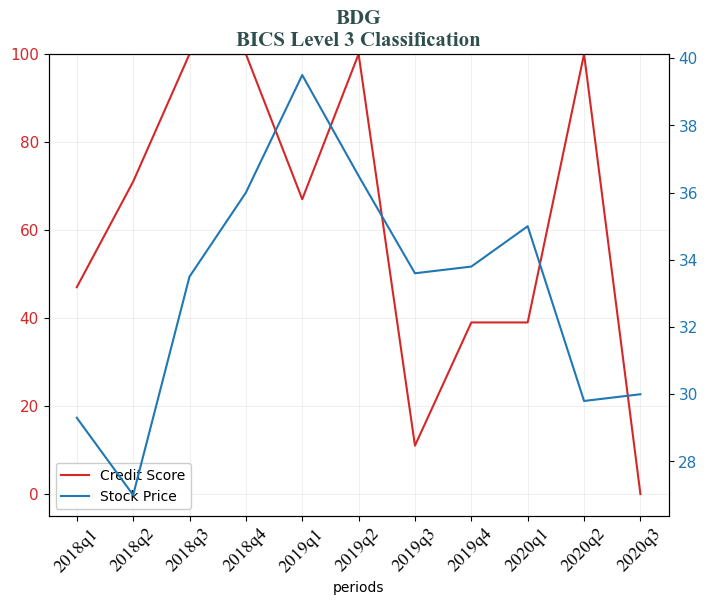 BDG
BICS Level 3 Classification
100
80
60
40
20
0
40
38
36
34
32
30
28
Credit Score
Stock Price
2018q1
2018q2
2018q3
2018q4
2019q1
2019q2
2019q3
2019q4
2020q1
2020q2
2020q3
periods